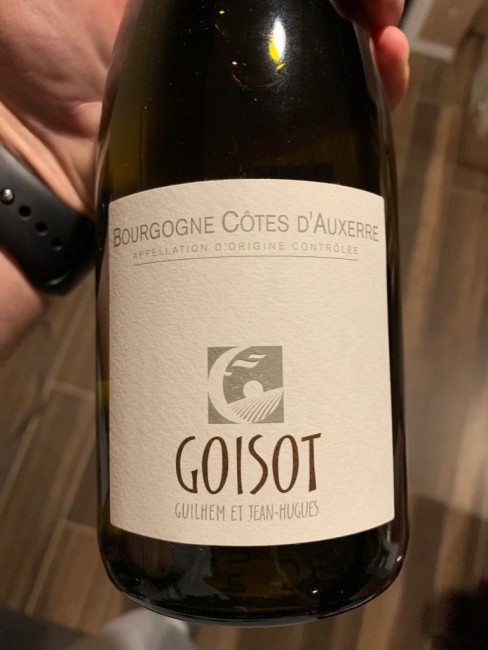 BOURGOGNE CÔTES D'AUXERRE
APPELLATION D'ORIGINE CONTRÔLÉE
GOISOT
GUILHEM ET JEAN-HUGUES